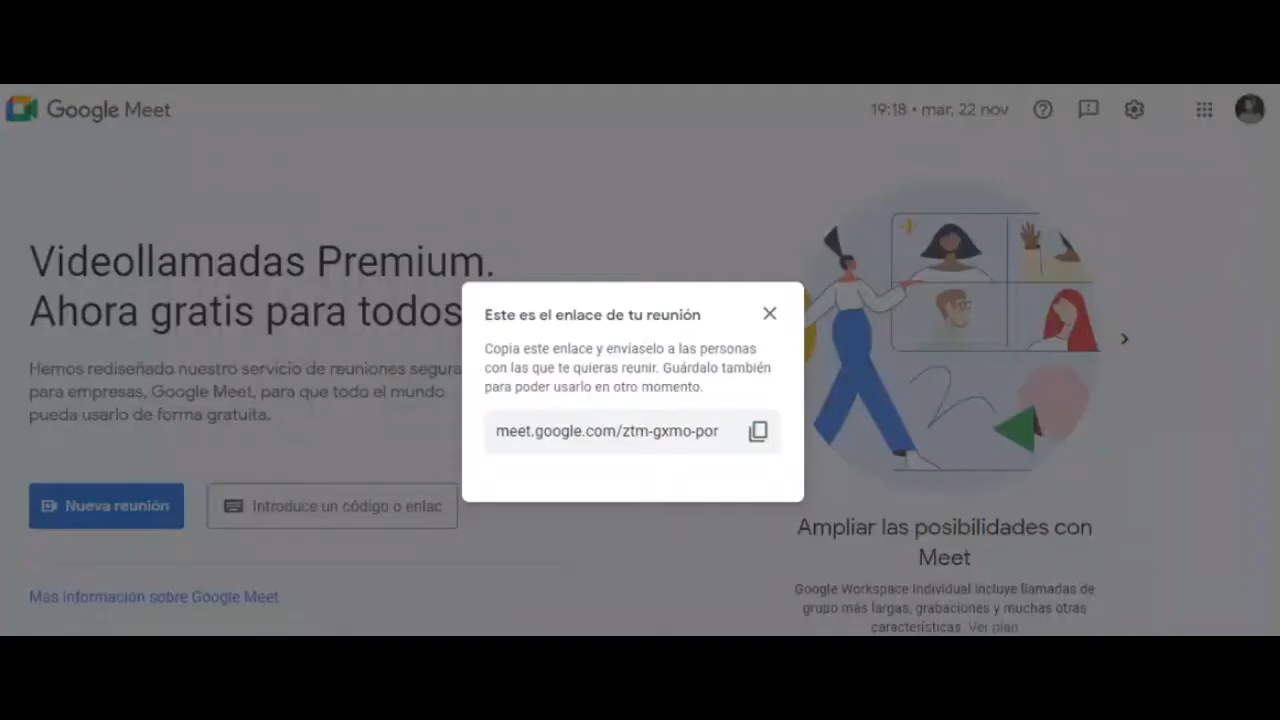 Google Meet
19:18 • mar, 22 nov
Videollamadas Premium.
Ahora gratis para todos
Hemos rediseñado nuestro servicio de reuniones segura
para empresas, Google Meet, para que todo el mundo
pueda usarlo de forma gratuita.
Nueva reunión
Introduce un código o enlac
Más información sobre Google Meet
Este es el enlace de tu reunión
Copia este enlace y envíaselo a las personas
con las que te quieras reunir. Guárdalo también
para poder usarlo en otro momento.
meet.google.com/ztm-gxmo-por
Ampliar las posibilidades con
Meet
Google Workspace Individual incluye llamadas de
grupo más largas, grabaciones y muchas otras
características. Ver plan